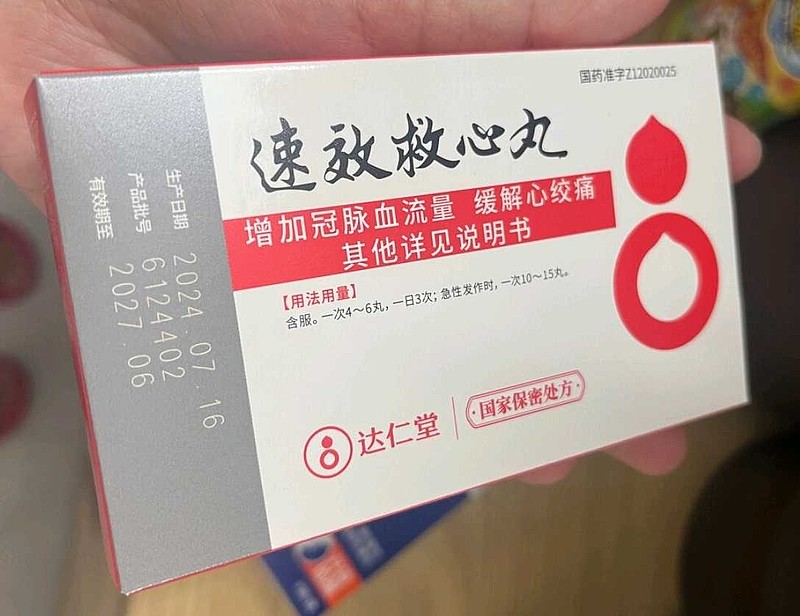 国药准字Z12020025
速效救心丸
增加冠脉血流量 缓解心绞痛
其他详见说明书
【用法用量】
含服。一次4～6丸，一日3次；急性发作时，一次10～15丸。
达仁堂
·国家保密处方·
生产日期 2024.07.16
产品批号 6124402
有效期至 2027.06